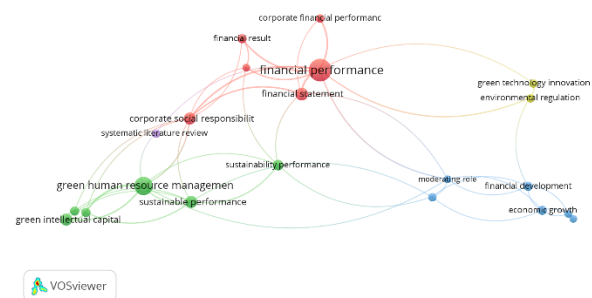 corporate financial performanc
financial result
financial performance
green technology innovation
financial statement
environmental regulation
corporate social responsibilit
systematic literature review
sustainability performance
moderating role
green human resource managemen
financial development
sustainable performance
economic growth
green intellectual capital
VOSviewer